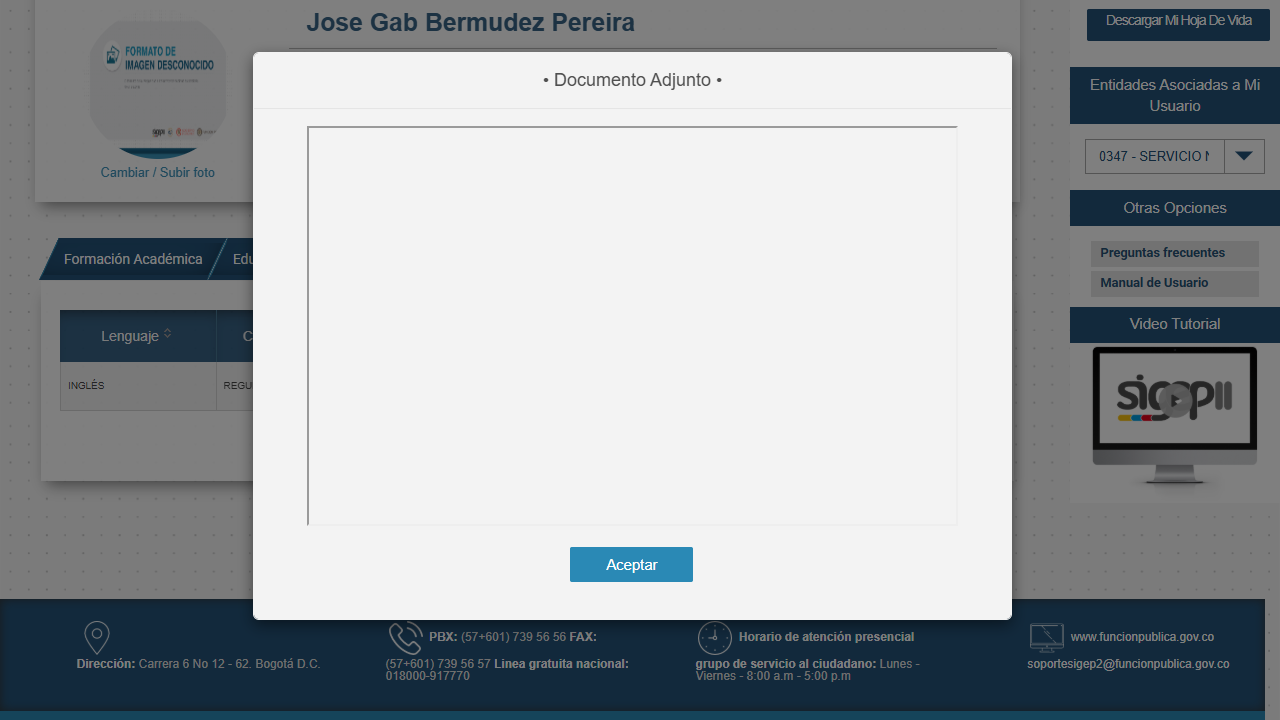 Jose Gab Bermudez Pereira
FORMATO DE
IMAGEN DESCONOCIDO
Cambiar / Subir foto
Descargar Mi Hoja De Vida
Entidades Asociadas a Mi
Usuario
0347 - SERVICIO
Otras Opciones
Preguntas frecuentes
Manual de Usuario
Video Tutorial
sigepII
• Documento Adjunto •
Aceptar
Formación Académica
Edu
Lenguaje
C
INGLÉS
REGU
Dirección: Carrera 6 No 12 - 62. Bogotá D.C.
PBX: (57+601) 739 56 56 FAX:
(57+601) 739 56 57 Linea gratuita nacional:
018000-917770
Horario de atención presencial
grupo de servicio al ciudadano: Lunes -
Viernes - 8:00 a.m - 5:00 p.m
www.funcionpublica.gov.co
soportesigep2@funcionpublica.gov.co